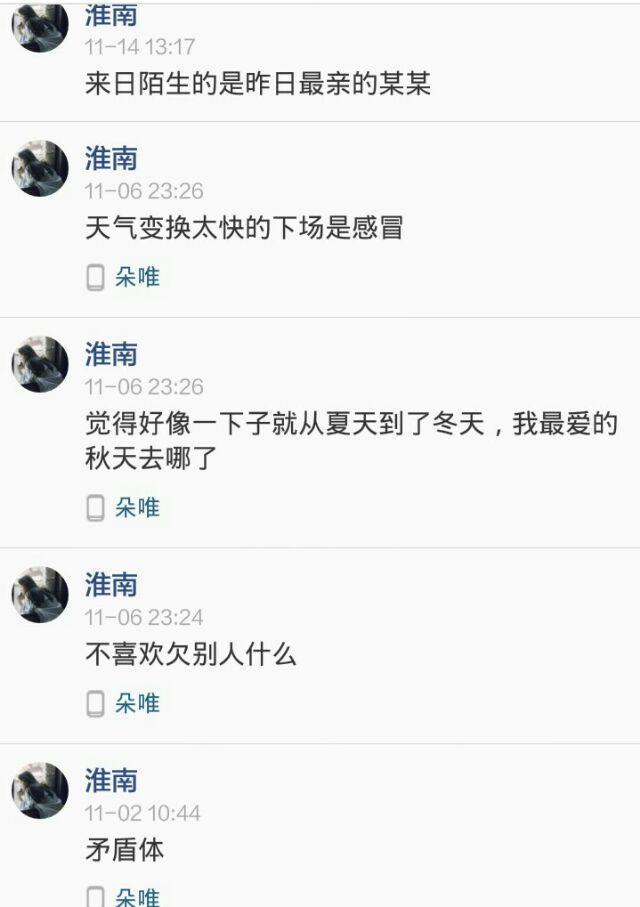 淮南
11-14 13:17
来日陌生的是昨日最亲的某某
淮南
11-06 23:26
天气变换太快的下场是感冒
朵唯
淮南
11-06 23:26
觉得好像一下子就从夏天到了冬天，我最爱的
秋天去哪了
朵唯
淮南
11-06 23:24
不喜欢欠别人什么
朵唯
淮南
11-02 10:44
矛盾体
朵唯